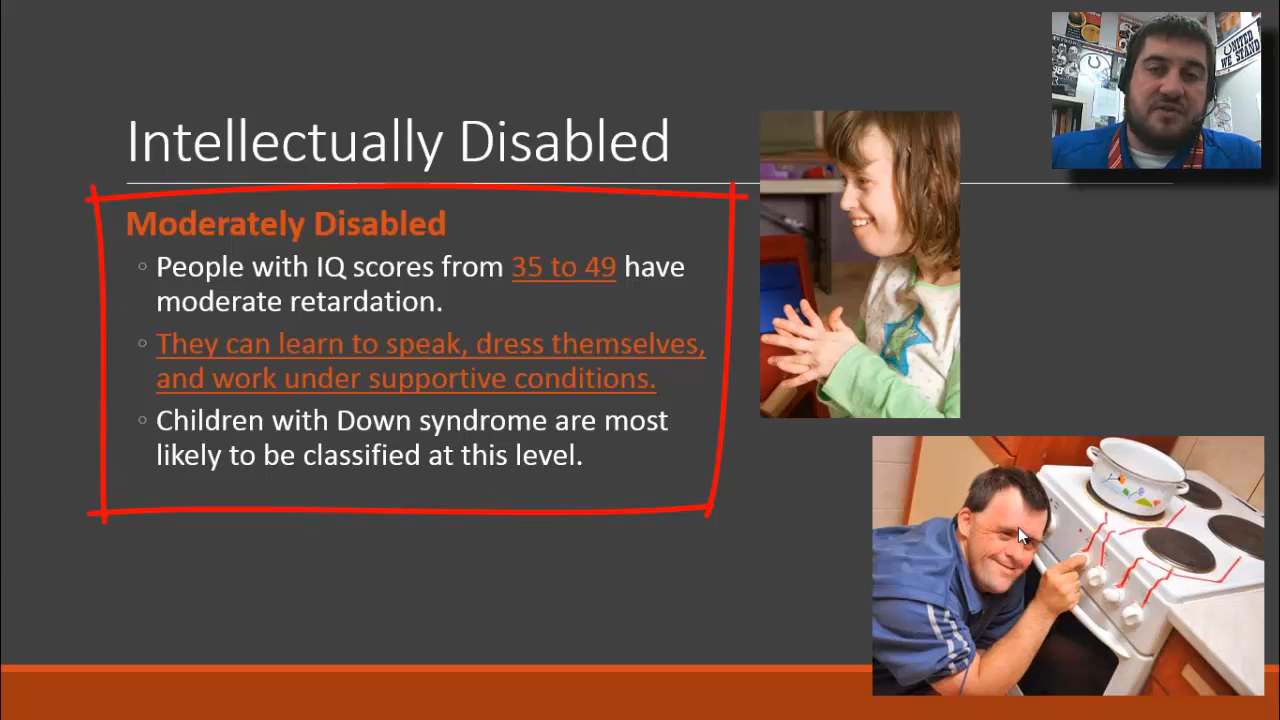 Intellectually Disabled
Moderately Disabled
◦ People with IQ scores from 35 to 49 have
moderate retardation.
◦ They can learn to speak, dress themselves,
and work under supportive conditions.
◦ Children with Down syndrome are most
likely to be classified at this level.
UNITED
WE STAND